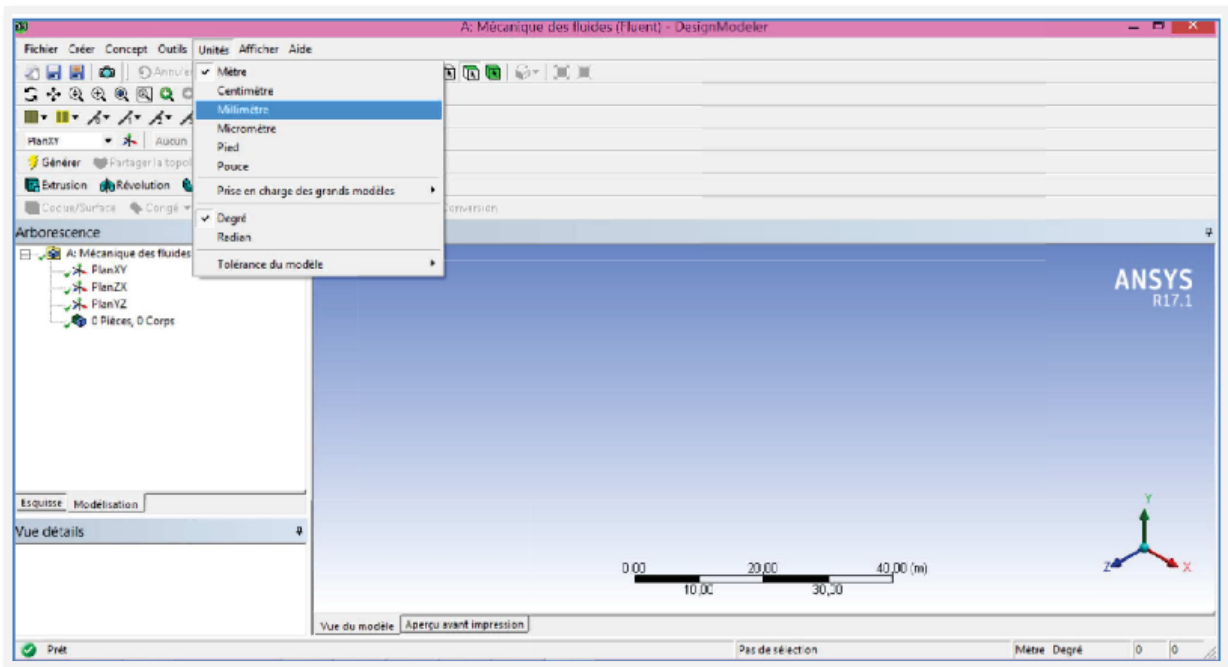 A: Mécanique des fluides (Fluent) - DesignModeler
Fichier Créer Concept Outils Unités Afficher Aide
Annuler
Mètre
Centimètre
Millimètre
Micromètre
Pied
Pouce
Prise en charge des grands modèles
Degré
Radian
Tolérance du modèle
PlanXY Aucun
Générer Partager la topol
Extrusion Révolution
Coque/Surface Congé
Conversion
Arborescence
A: Mécanique des fluides
PlanXY
PlanZX
PlanYZ
0 Pièces, 0 Corps
Esquisse Modélisation
Vue détails
ANSYS
R17.1
Y
Z X
0,00 20,00 40,00 (m)
10,00 30,00
Vue du modèle Aperçu avant impression
Prêt Pas de sélection Mètre Degré 0 0